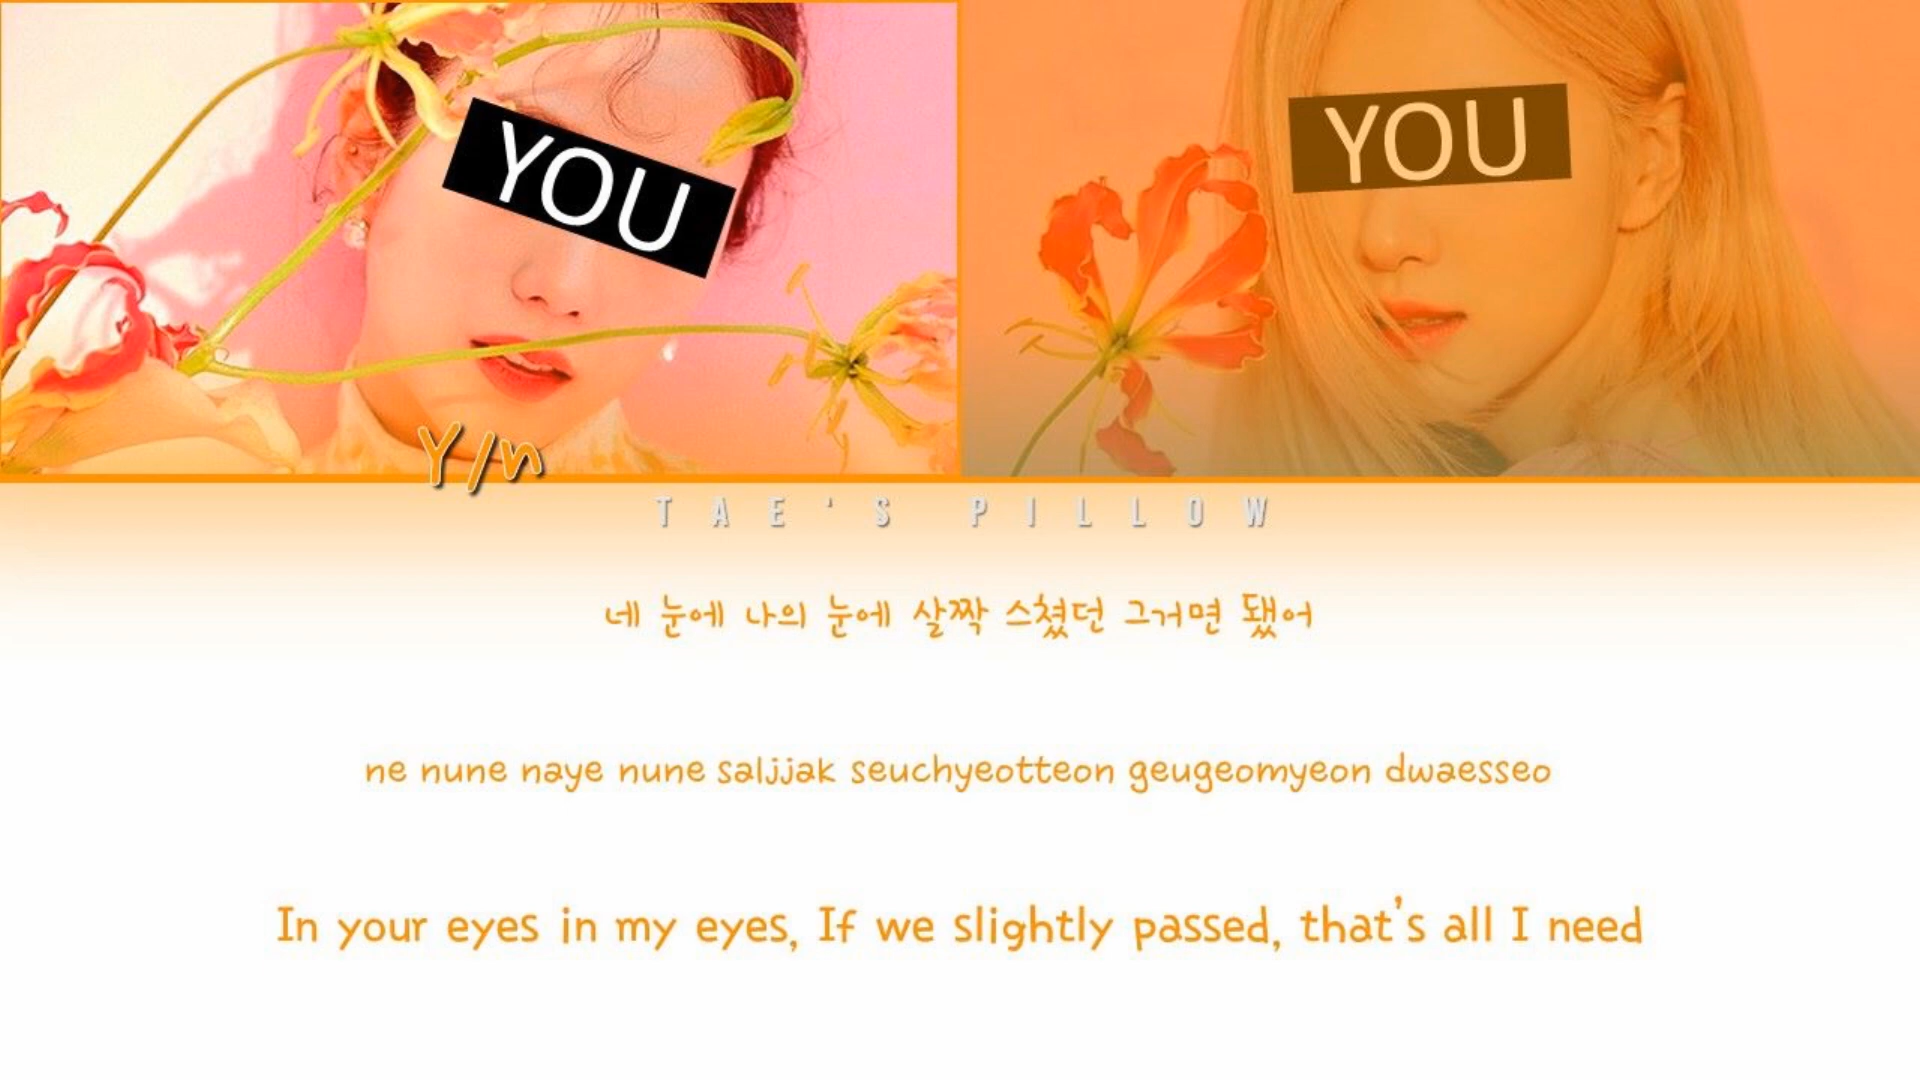 YOU
YOU
Y/n
TAE'S PILLOW
네 눈에 나의 눈에 살짝 스쳤던 그거면 됐어
ne nune naye nune saljjak seuchyeotteon geugeomyeon dwaesseo
In your eyes in my eyes, If we slightly passed, that's all I need